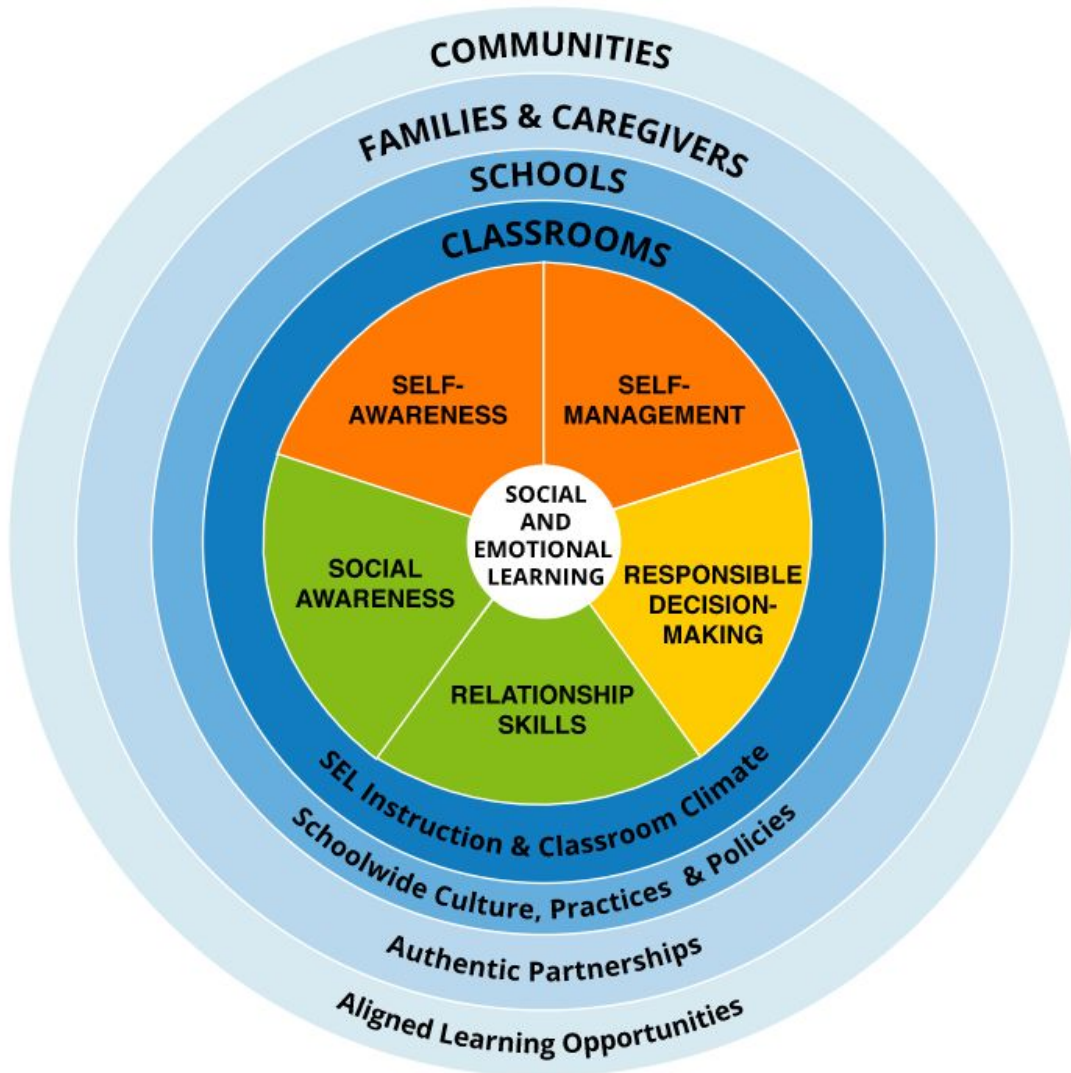 COMMUNITIES
FAMILIES & CAREGIVERS
SCHOOLS
CLASSROOMS
SELF-
AWARENESS
SELF-
MANAGEMENT
SOCIAL
AND
EMOTIONAL
LEARNING
SOCIAL
AWARENESS
RESPONSIBLE
DECISION-
MAKING
RELATIONSHIP
SKILLS
SEL Instruction & Classroom Climate
Schoolwide Culture, Practices & Policies
Authentic Partnerships
Aligned Learning Opportunities